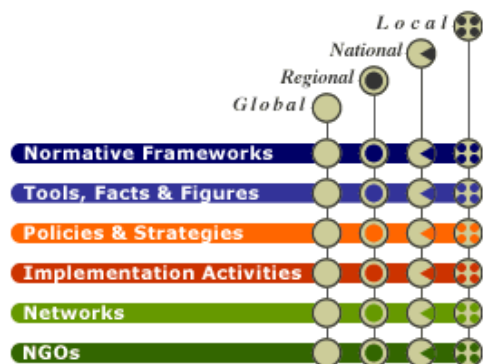 Local
National
Regional
Global
Normative Frameworks
Tools, Facts & Figures
Policies & Strategies
Implementation Activities
Networks
NGOs